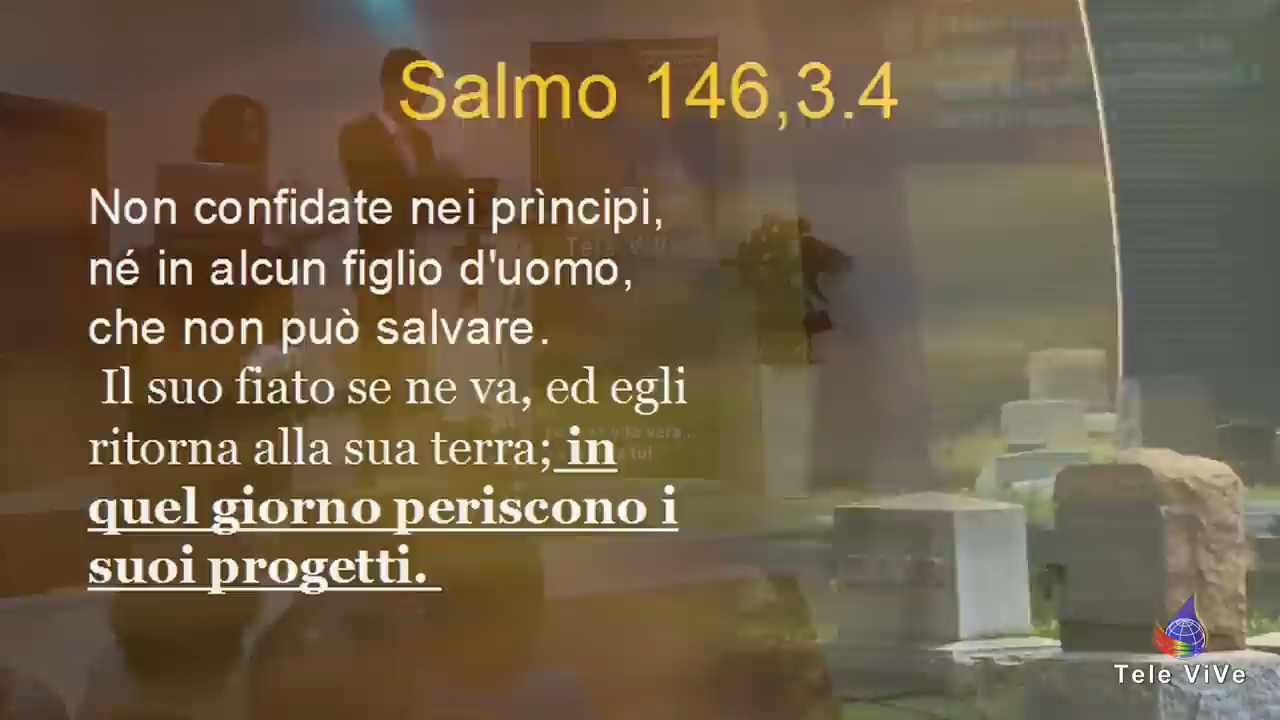 Salmo 146,3.4
Non confidate nei prìncipi,
né in alcun figlio d'uomo,
che non può salvare.
Il suo fiato se ne va, ed egli
ritorna alla sua terra; in
quel giorno periscono i
suoi progetti.
Tele ViVe